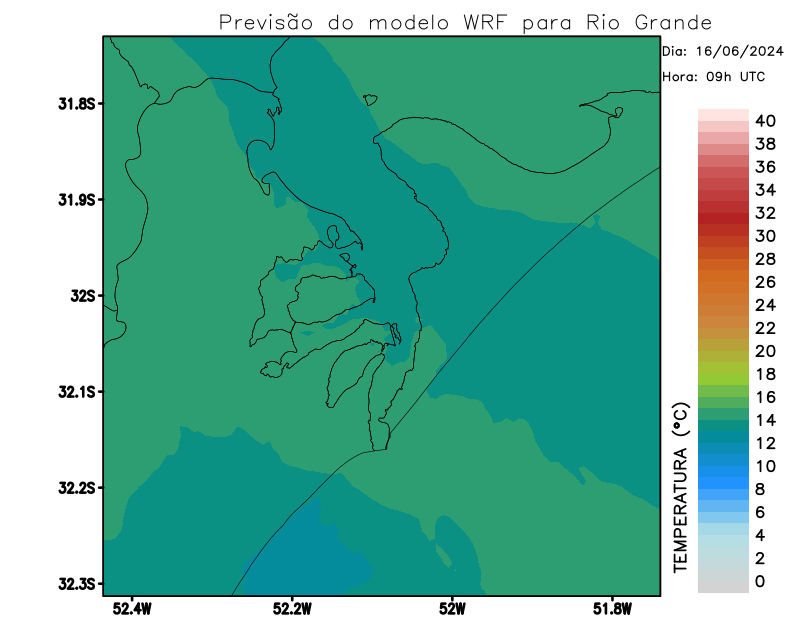 Previsão do modelo WRF para Rio Grande
Dia: 16/06/2024
Hora: 09h UTC
31.8S
31.9S
32S
32.1S
32.2S
32.3S
52.4W
52.2W
52W
51.8W
TEMPERATURA (°C)
40
38
36
34
32
30
28
26
24
22
20
18
16
14
12
10
8
6
4
2
0